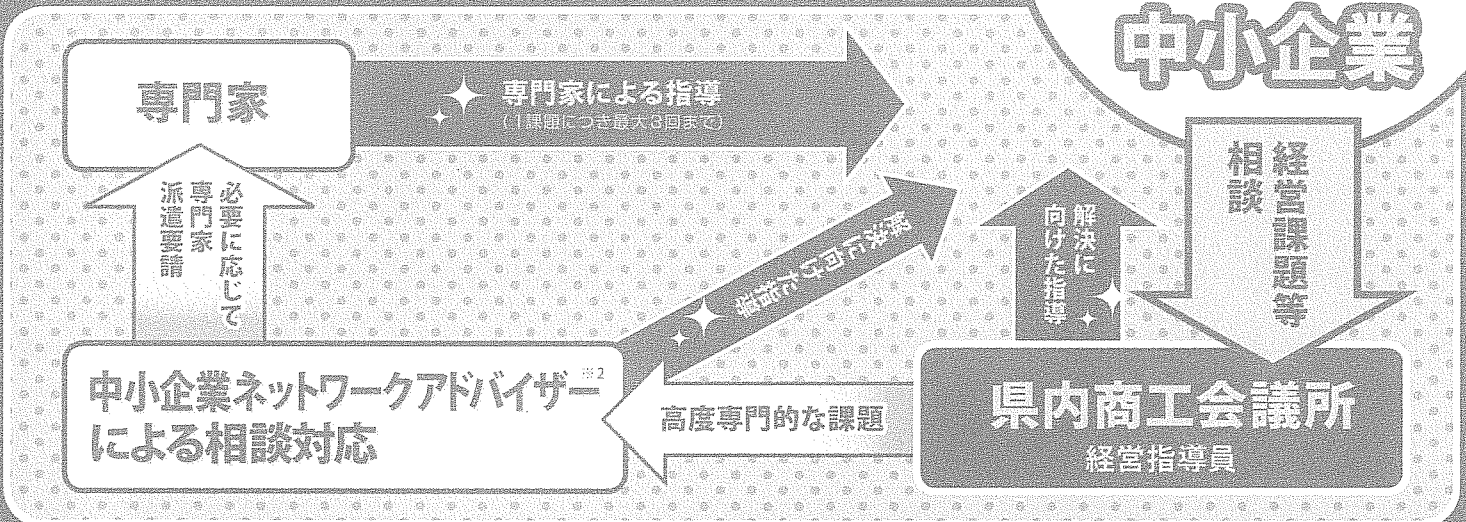 中小企業
専門家
専門家による指導
(1課題につき最大3回まで)
経営課題等
相談
必要に応じて
専門家
派遣要請
解決に向けた指導
解決に
向けた指導
中小企業ネットワークアドバイザー※2
による相談対応
高度専門的な課題
県内商工会議所
経営指導員